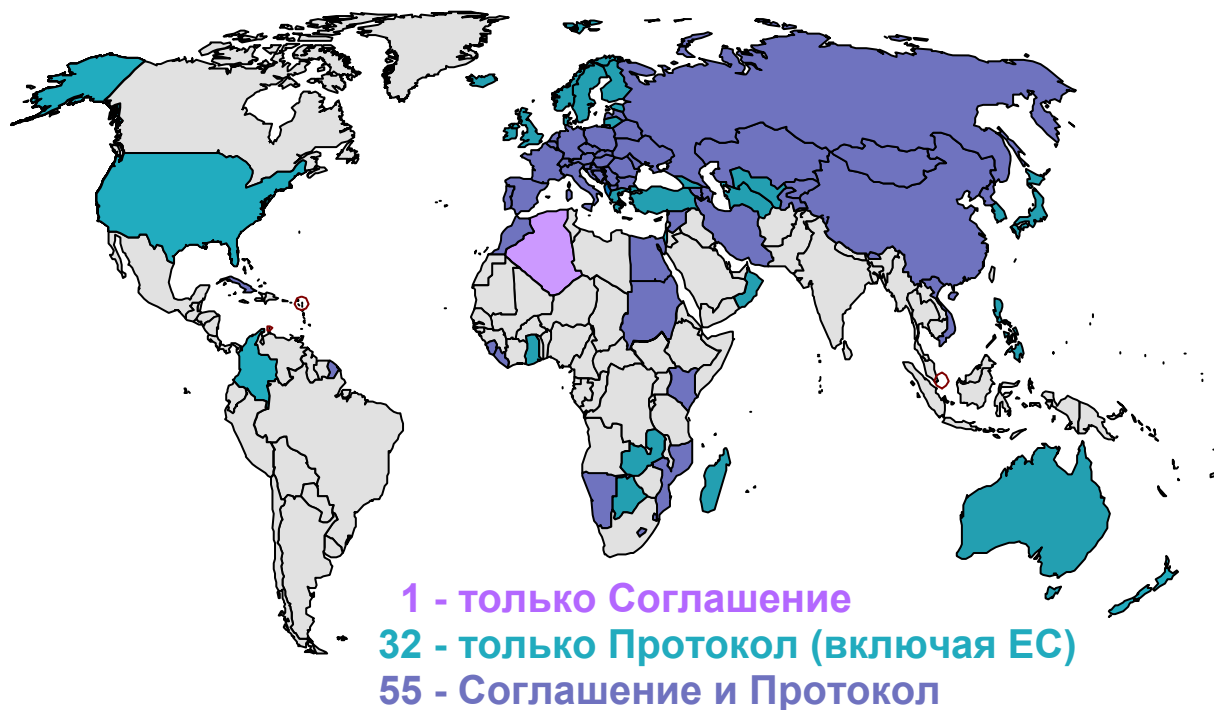 1 - только Соглашение
32 - только Протокол (включая ЕС)
55 - Соглашение и Протокол